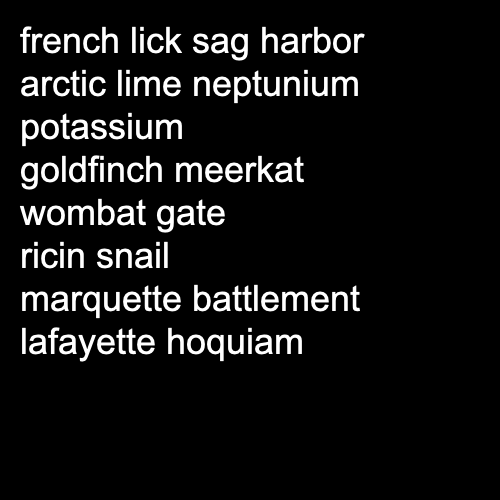 french lick sag harbor
arctic lime neptunium
potassium
goldfinch meerkat
wombat gate
ricin snail
marquette battlement
lafayette hoquiam